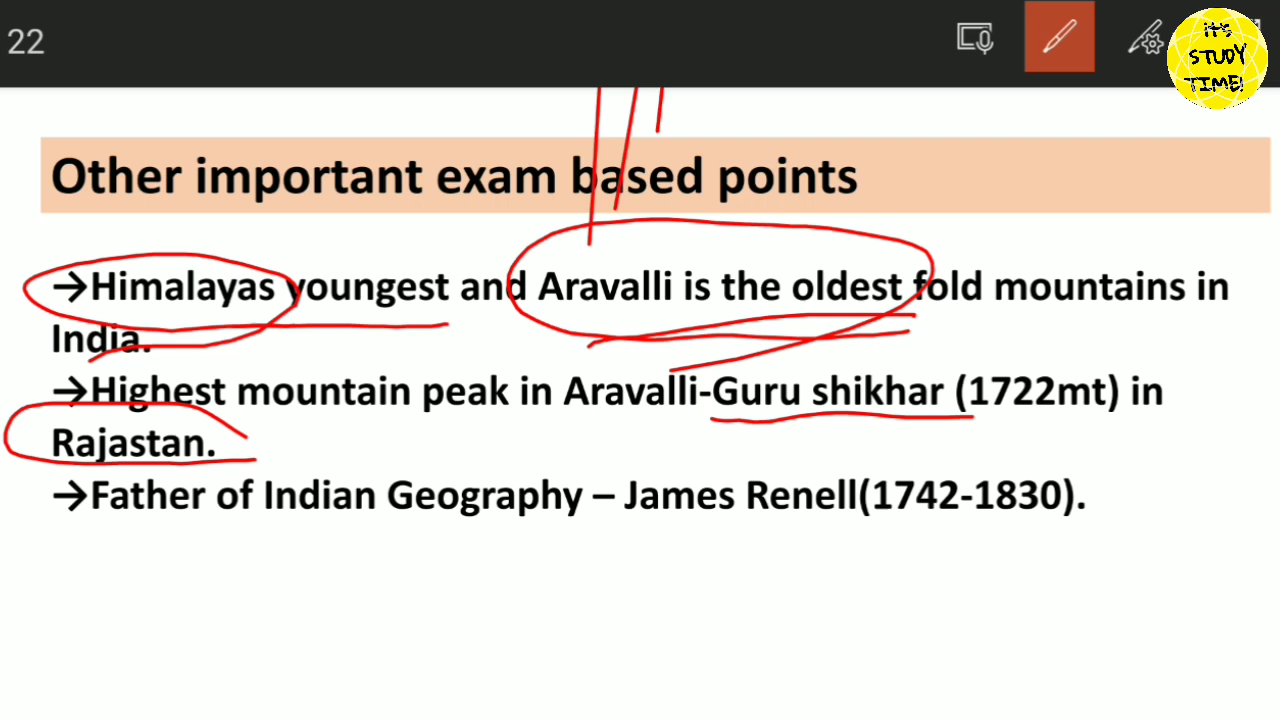 22
IT'S
STUDY
TIME!
Other important exam based points
→Himalayas youngest and Aravalli is the oldest fold mountains in
India.
→Highest mountain peak in Aravalli-Guru shikhar (1722mt) in
Rajastan.
→Father of Indian Geography – James Renell(1742-1830).